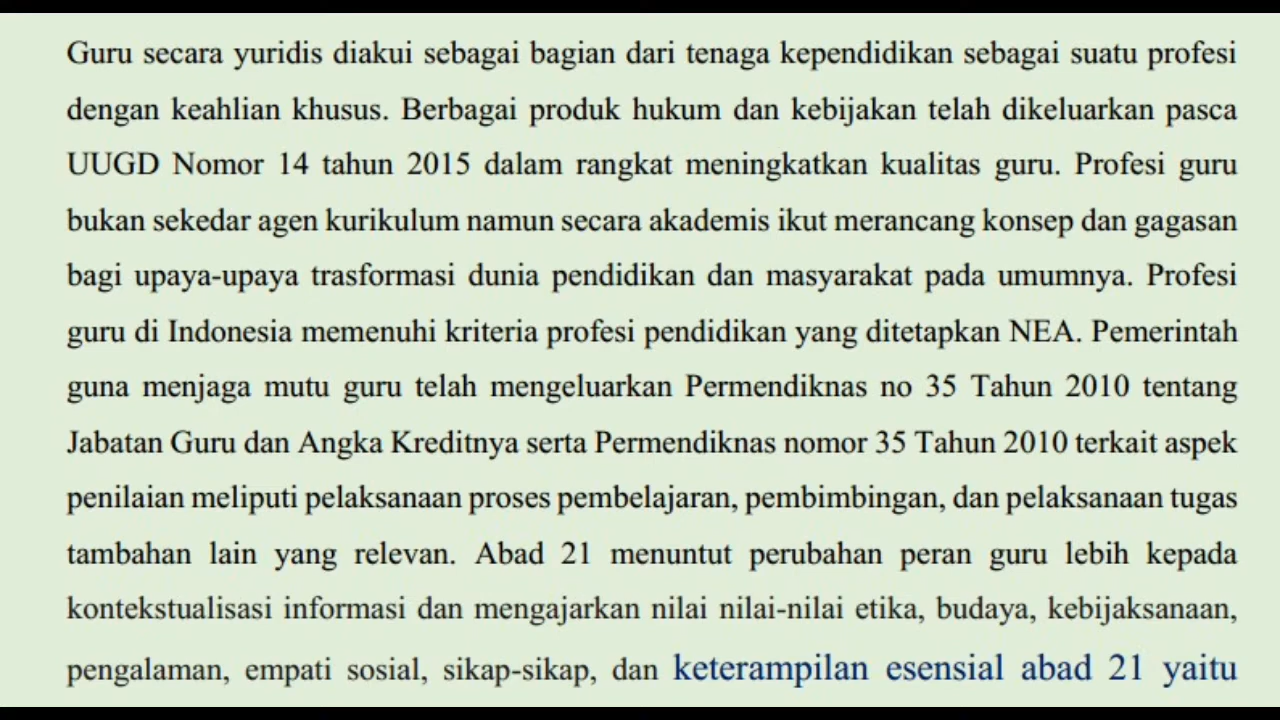 Guru secara yuridis diakui sebagai bagian dari tenaga kependidikan sebagai suatu profesi
dengan keahlian khusus. Berbagai produk hukum dan kebijakan telah dikeluarkan pasca
UUGD Nomor 14 tahun 2015 dalam rangkat meningkatkan kualitas guru. Profesi guru
bukan sekedar agen kurikulum namun secara akademis ikut merancang konsep dan gagasan
bagi upaya-upaya trasformasi dunia pendidikan dan masyarakat pada umumnya. Profesi
guru di Indonesia memenuhi kriteria profesi pendidikan yang ditetapkan NEA. Pemerintah
guna menjaga mutu guru telah mengeluarkan Permendiknas no 35 Tahun 2010 tentang
Jabatan Guru dan Angka Kreditnya serta Permendiknas nomor 35 Tahun 2010 terkait aspek
penilaian meliputi pelaksanaan proses pembelajaran, pembimbingan, dan pelaksanaan tugas
tambahan lain yang relevan. Abad 21 menuntut perubahan peran guru lebih kepada
kontekstualisasi informasi dan mengajarkan nilai nilai-nilai etika, budaya, kebijaksanaan,
pengalaman, empati sosial, sikap-sikap, dan keterampilan esensial abad 21 yaitu